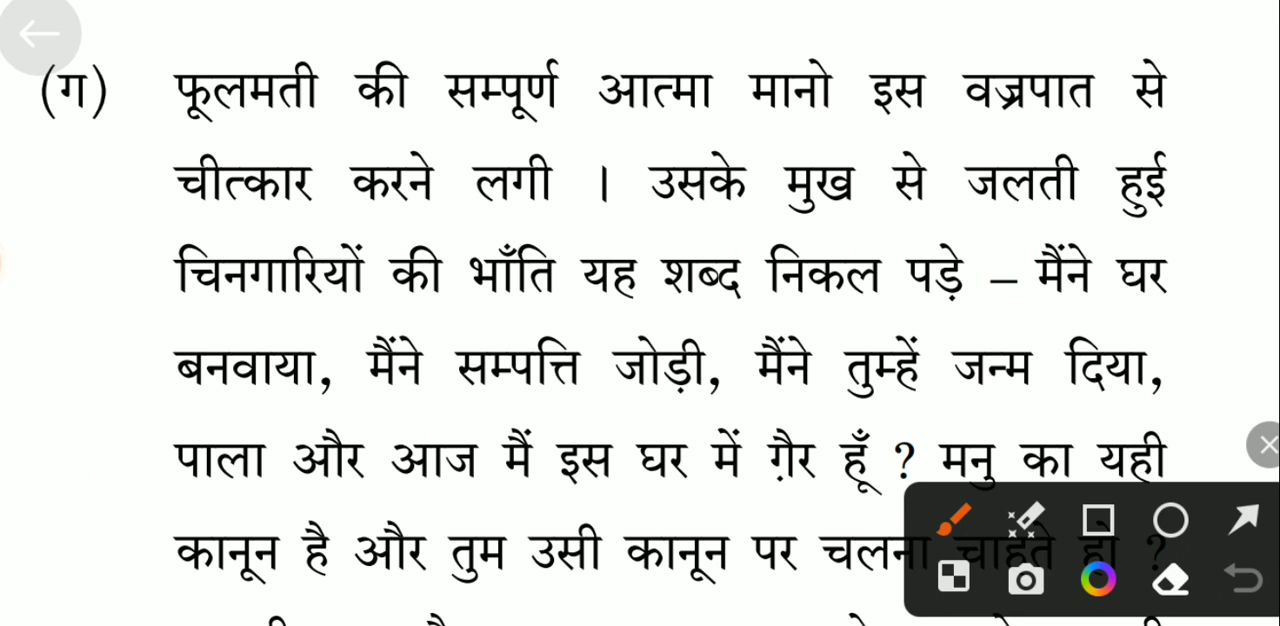 (ग) फूलमती की सम्पूर्ण आत्मा मानो इस वज्रपात से
चीत्कार करने लगी । उसके मुख से जलती हुई
चिनगारियों की भाँति यह शब्द निकल पड़े – मैंने घर
बनवाया, मैंने सम्पत्ति जोड़ी, मैंने तुम्हें जन्म दिया,
पाला और आज मैं इस घर में ग़ैर हूँ ? मनु का यही
कानून है और तुम उसी कानून पर चलना चाहते हो ?